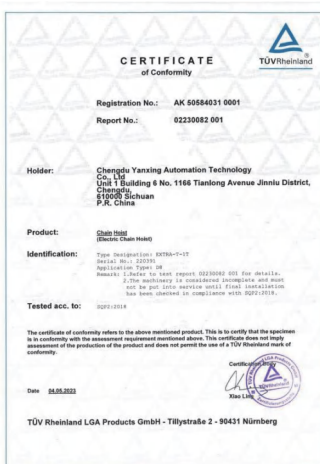 CERTIFICATE
of Conformity
TÜVRheinland
Registration No.: AK 50584031 0001
Report No.: 02230082 001
Holder: Chengdu Yanxing Automation Technology
Co., Ltd
Unit 1 Building 6 No. 1166 Tianlong Avenue Jinniu District,
Chengdu,
610000 Sichuan
P.R. China
Product: Chain Hoist
(Electric Chain Hoist)
Identification: Type Designation: EXTRA-T-1T
Serial No.: 220391
Application Type: D8
Remark: 1.Refer to test report 02230082 001 for details.
2.The machinery is considered incomplete and must
not be put into service until final installation
has been checked in compliance with SQP2:2018.
Tested acc. to: SQP2:2018
The certificate of conformity refers to the above mentioned product. This is to certify that the specimen
is in conformity with the assessment requirement mentioned above. This certificate does not imply
assessment of the production of the product and does not permit the use of a TÜV Rheinland mark of
conformity.
Certification Body
Date 04.05.2023
Xiao Ling
TÜV Rheinland LGA Products GmbH - Tillystraße 2 - 90431 Nürnberg